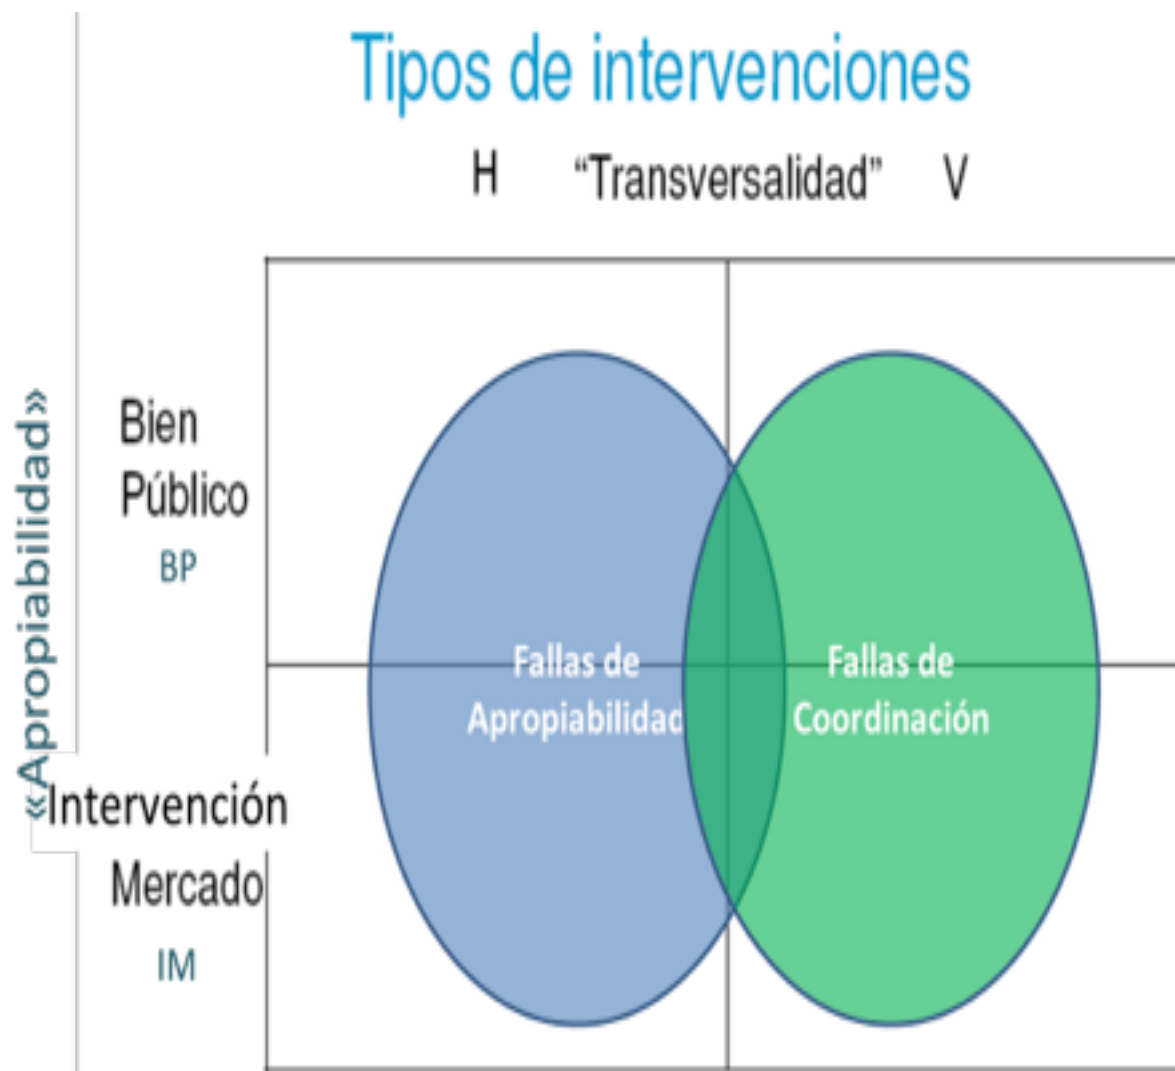 Tipos de intervenciones
H “Transversalidad” V
«Apropiabilidad»
Bien
Público
BP
Intervención
Mercado
IM
Fallas de
Apropiabilidad
Fallas de
Coordinación